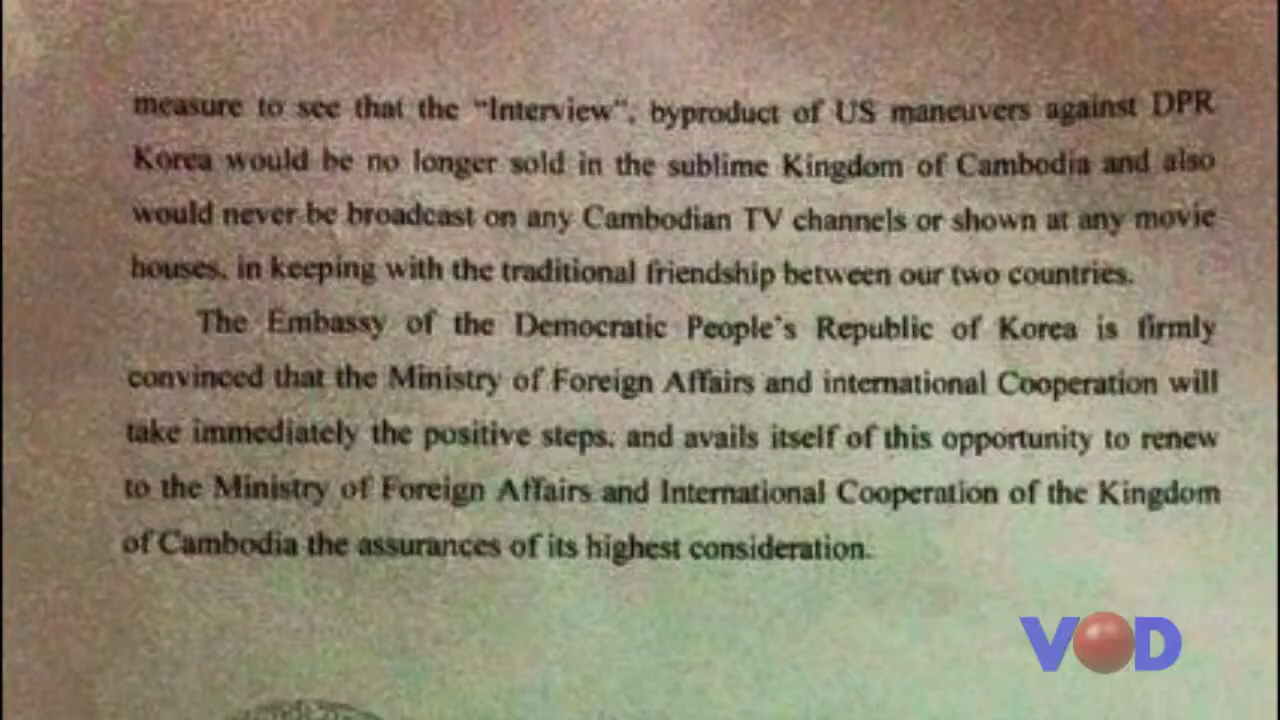 measure to see that the "Interview", byproduct of US maneuvers against DPR
Korea would be no longer sold in the sublime Kingdom of Cambodia and also
would never be broadcast on any Cambodian TV channels or shown at any movie
houses, in keeping with the traditional friendship between our two countries.
The Embassy of the Democratic People's Republic of Korea is firmly
convinced that the Ministry of Foreign Affairs and international Cooperation will
take immediately the positive steps, and avails itself of this opportunity to renew
to the Ministry of Foreign Affairs and International Cooperation of the Kingdom
of Cambodia the assurances of its highest consideration.
VOD